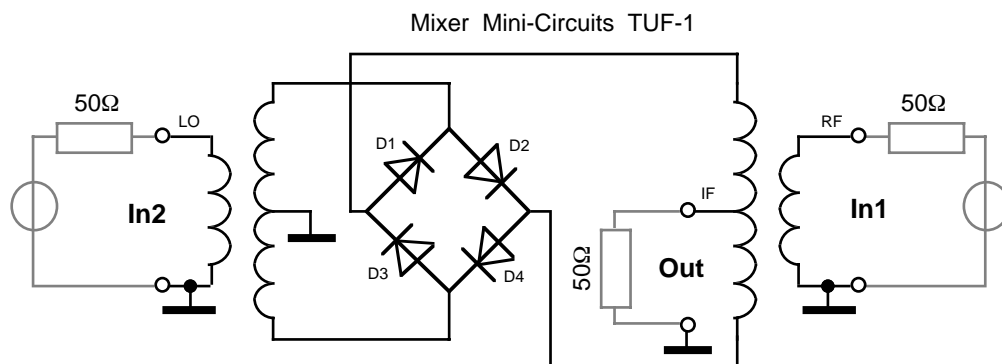 Mixer Mini-Circuits TUF-1
50Ω
LO
D1
D2
RF
50Ω
In2
IF
In1
D3
D4
50Ω
Out